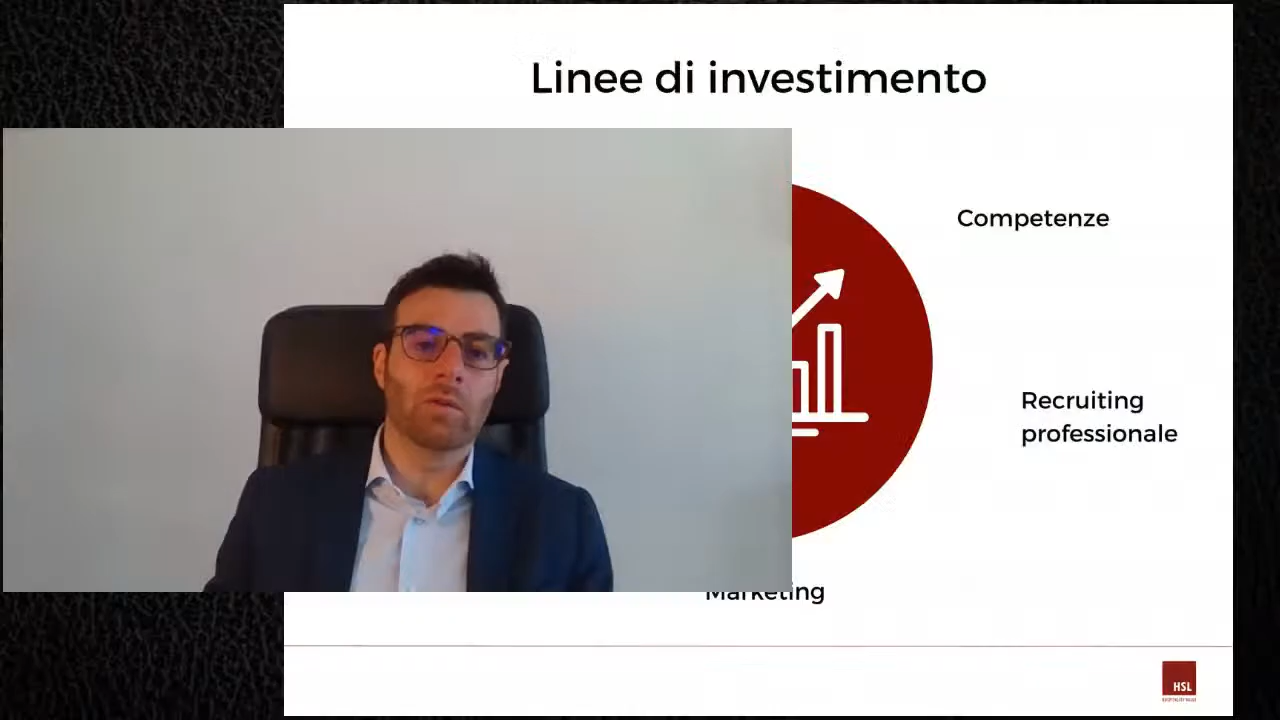 Linee di investimento
Competenze
Recruiting
professionale
Marketing
HSL